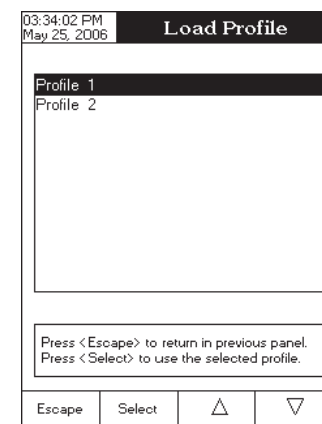 03:34:02 PM
May 25, 2006
Load Profile
Profile 1
Profile 2
Press <Escape> to return in previous panel.
Press <Select> to use the selected profile.
Escape
Select
△
▽